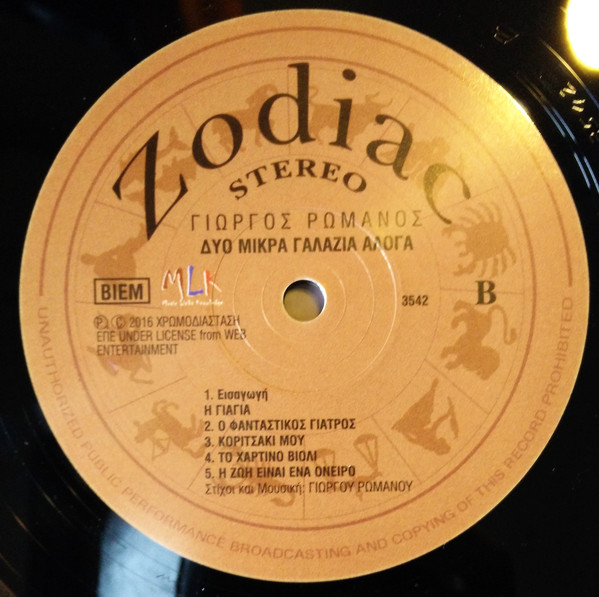 Zodiac
STEREO
ΓΙΩΡΓΟΣ ΡΩΜΑΝΟΣ
ΔΥΟ ΜΙΚΡΑ ΓΑΛΑΖΙΑ ΑΛΟΓΑ
BIEM
MLK
3542
B
Ⓟ © 2016 ΧΡΩΜΟΔΙΑΣΤΑΣΗ
ΕΠΕ UNDER LICENSE from WEB
ENTERTAINMENT
1. Εισαγωγή
Η ΓΙΑΓΙΑ
2. Ο ΦΑΝΤΑΣΤΙΚΟΣ ΓΙΑΤΡΟΣ
3. ΚΟΡΙΤΣΑΚΙ ΜΟΥ
4. ΤΟ ΧΑΡΤΙΝΟ ΒΙΟΛΙ
5. Η ΖΩΗ ΕΙΝΑΙ ΕΝΑ ΟΝΕΙΡΟ
Στίχοι και Μουσική: ΓΙΩΡΓΟΥ ΡΩΜΑΝΟΥ
UNAUTHORIZED PUBLIC PERFORMANCE BROADCASTING AND COPYING OF THIS RECORD PROHIBITED